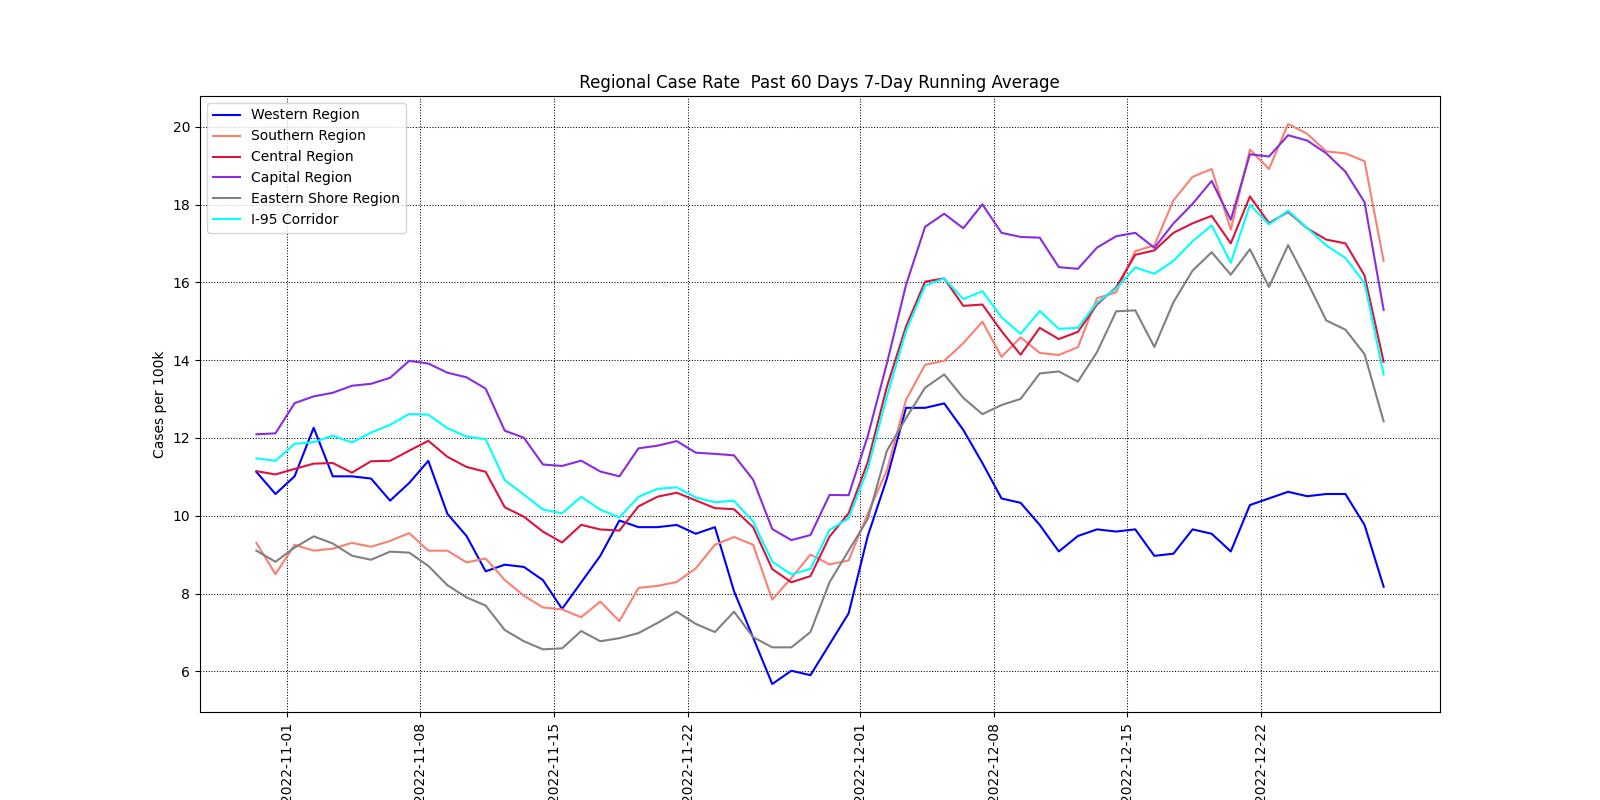 Regional Case Rate  Past 60 Days 7-Day Running Average
Western Region
Southern Region
Central Region
Capital Region
Eastern Shore Region
I-95 Corridor
Cases per 100k
20
18
16
14
12
10
8
6
2022-11-01
2022-11-08
2022-11-15
2022-11-22
2022-12-01
2022-12-08
2022-12-15
2022-12-22